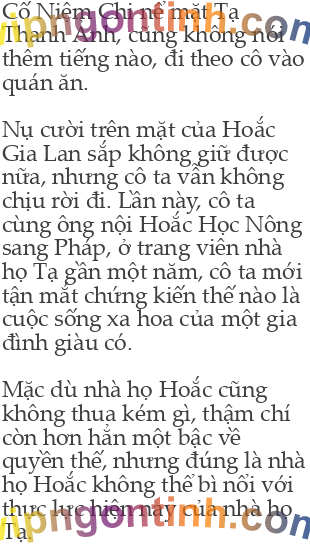 Cố Niệm Chi nể mặt Tạ
Thanh Ảnh, cũng không nói
thêm tiếng nào, đi theo cô vào
quán ăn.
Nụ cười trên mặt của Hoắc
Gia Lan sắp không giữ được
nữa, nhưng cô ta vẫn không
chịu rời đi. Lần này, cô ta
cùng ông nội Hoắc Học Nông
sang Pháp, ở trang viên nhà
họ Tạ gần một năm, cô ta mới
tận mắt chứng kiến thế nào là
cuộc sống xa hoa của một gia
đình giàu có.
Mặc dù nhà họ Hoắc cũng
không thua kém gì, thậm chí
còn hơn hẳn một bậc về
quyền thế, nhưng đúng là nhà
họ Hoắc không thể bì nổi với
thực lực hiện nay của nhà họ
Tạ.
vipngontinh.com
vipngontinh.com